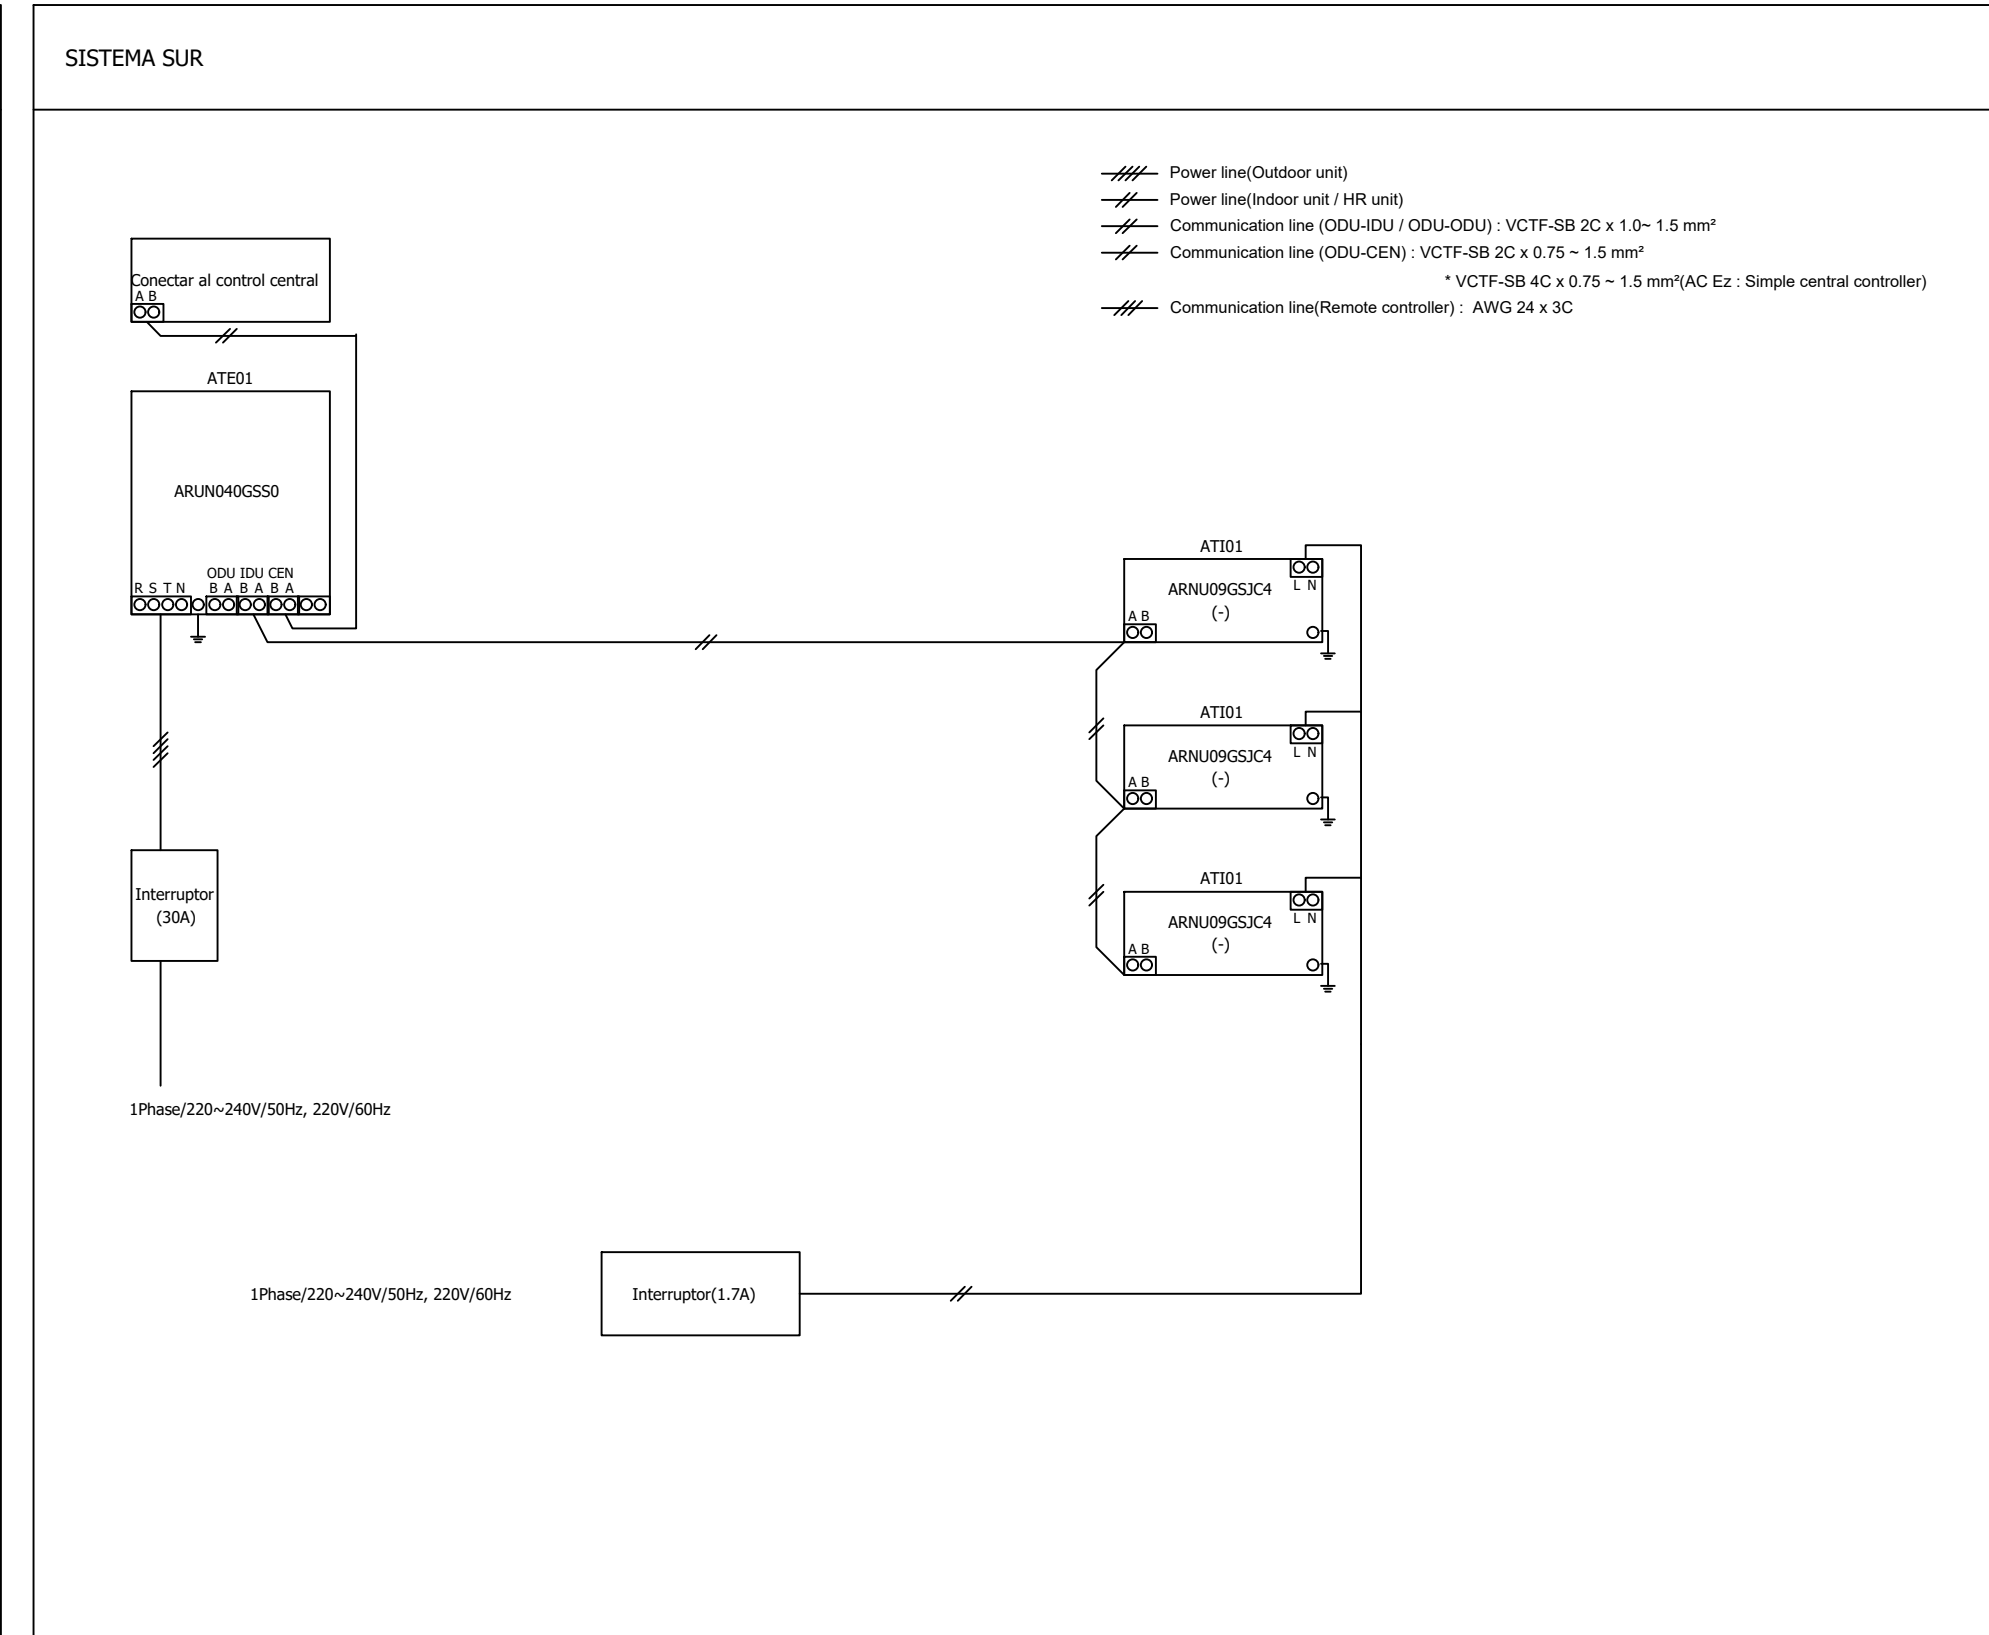 SISTEMA SUR
Power line(Outdoor unit)
Power line(Indoor unit / HR unit)
Communication line (ODU-IDU / ODU-ODU) : VCTF-SB 2C x 1.0~ 1.5 mm²
Communication line (ODU-CEN) : VCTF-SB 2C x 0.75 ~ 1.5 mm²
* VCTF-SB 4C x 0.75 ~ 1.5 mm²(AC Ez : Simple central controller)
Communication line(Remote controller) : AWG 24 x 3C
Conectar al control central
A B
ATE01
ARUN040GSS0
ODU IDU CEN
R S T N B A B A B A
ATI01
ARNU09GSJC4
(-)
L N
A B
ATI01
ARNU09GSJC4
(-)
L N
A B
ATI01
ARNU09GSJC4
(-)
L N
A B
Interruptor
(30A)
1Phase/220~240V/50Hz, 220V/60Hz
1Phase/220~240V/50Hz, 220V/60Hz
Interruptor(1.7A)